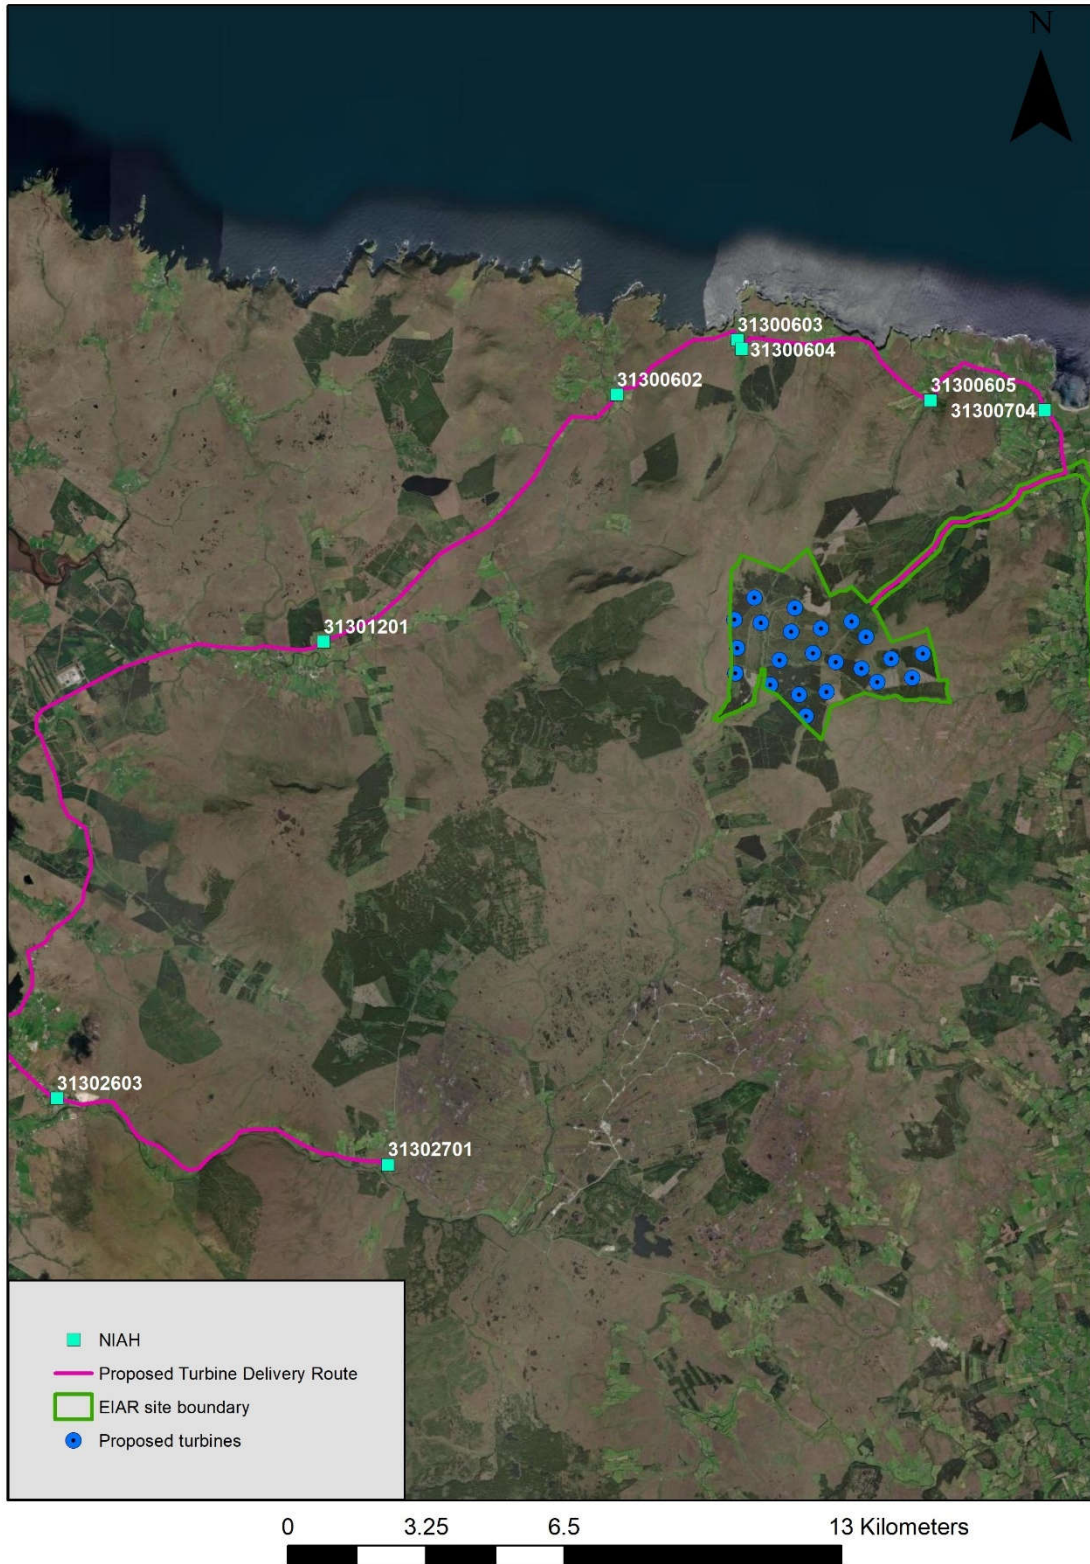 N
31300603
31300604
31300602
31300605
31300704
31301201
31302603
31302701
NIAH
Proposed Turbine Delivery Route
EIAR site boundary
Proposed turbines
0 3.25 6.5 13 Kilometers